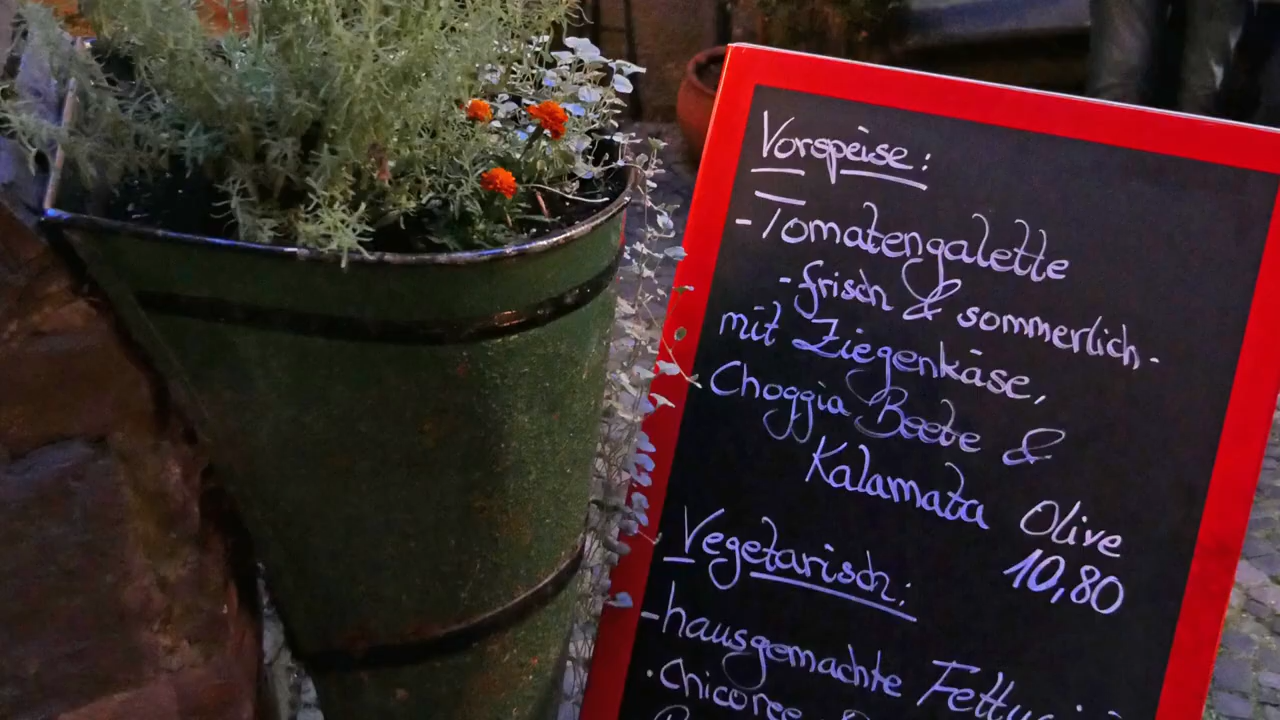 Vorspeise:
- Tomatengalette
- frisch & sommerlich -
mit Ziegenkäse,
Choggia Beete &
Kalamata Olive
10,80
Vegetarisch:
- hausgemachte
Chicoree